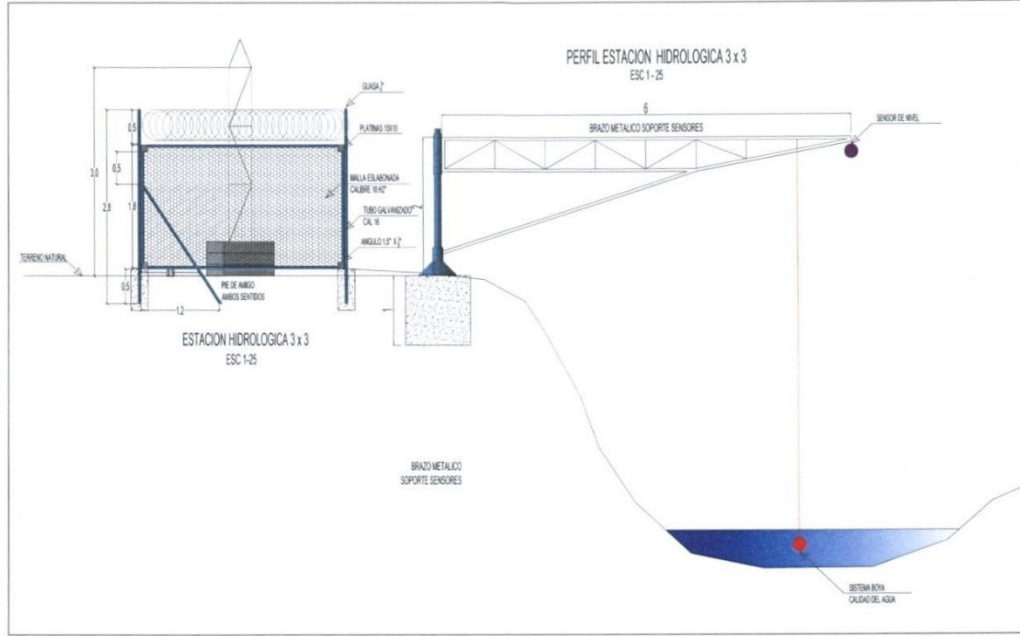 PERFIL ESTACION HIDROLOGICA 3 x 3
ESC 1-25
GUASA
6
SENSOR DE NIVEL
0.5
PLATINAS 10X10
BRAZO METALICO SOPORTE SENSORES
0.5
3.0
2.8
1.8
MALLA ESLABONADA
CALIBRE 10
2
TUBO GALVANIZADO
CAL 16
ANGULO 1.5" X
TERRENO NATURAL
0.5
PIE DE AMIGO
AMBOS SENTIDOS
1.2
1
ESTACION HIDROLOGICA 3 x 3
ESC 1-25
BRAZO METALICO
SOPORTE SENSORES
SISTEMA BOYA
CALIDAD DEL AGUA